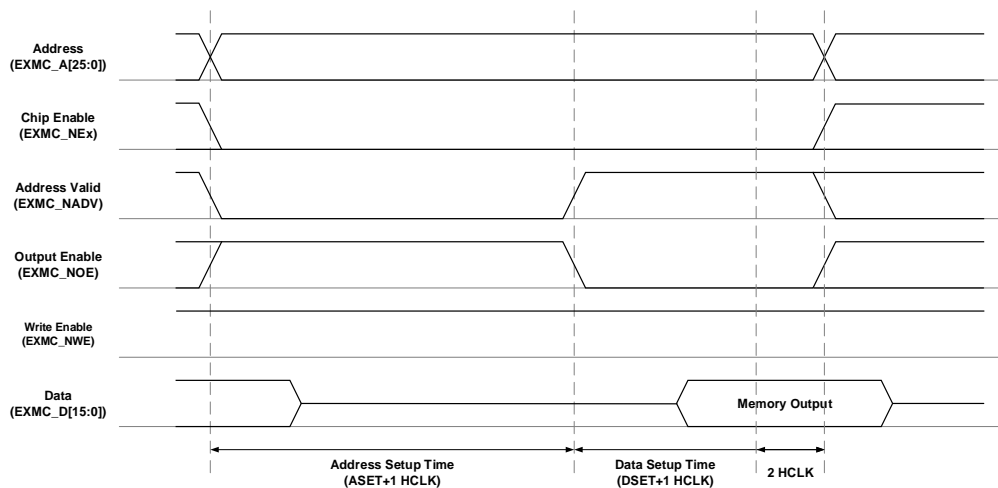 Address
(EXMC_A[25:0])
Chip Enable
(EXMC_NEx)
Address Valid
(EXMC_NADV)
Output Enable
(EXMC_NOE)
Write Enable
(EXMC_NWE)
Data
(EXMC_D[15:0])
Memory Output
Address Setup Time
(ASET+1 HCLK)
Data Setup Time
(DSET+1 HCLK)
2 HCLK